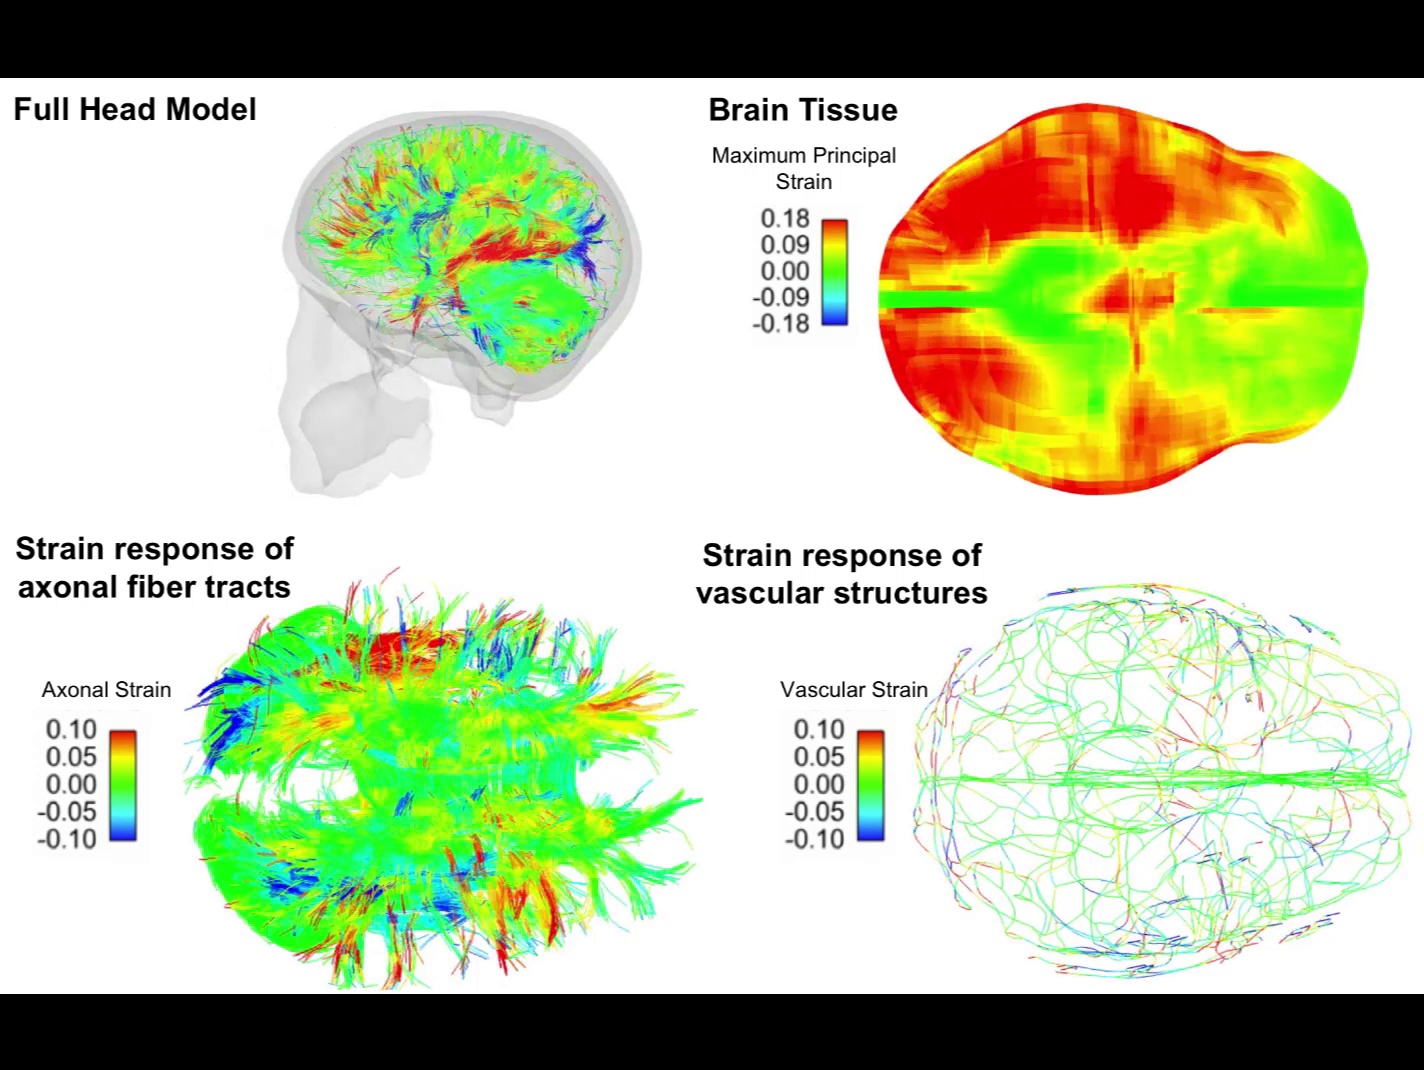 Full Head Model
Brain Tissue
Maximum Principal
Strain
0.18
0.09
0.00
-0.09
-0.18
Strain response of
axonal fiber tracts
Axonal Strain
0.10
0.05
0.00
-0.05
-0.10
Strain response of
vascular structures
Vascular Strain
0.10
0.05
0.00
-0.05
-0.10